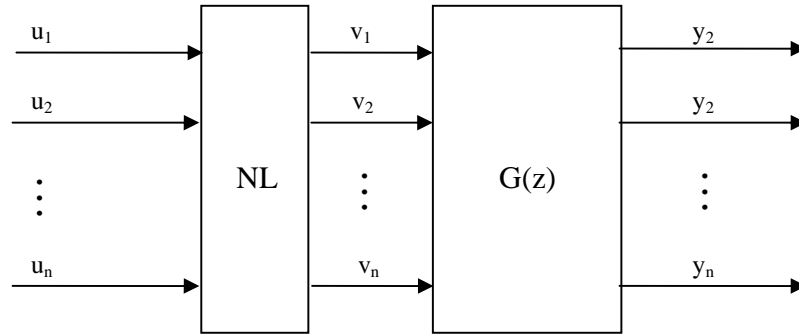 u1 v1 y2
u2 v2 y2
⋮ NL ⋮ G(z) ⋮
un vn yn